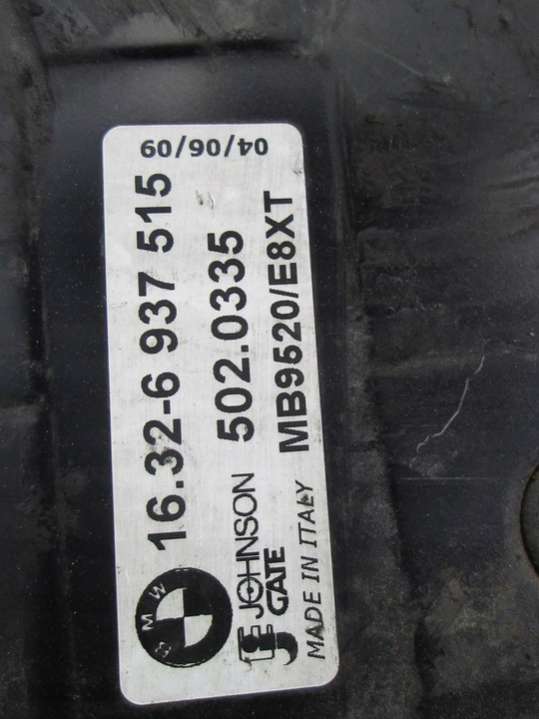 BMW
16.32-6 937 515
JOHNSON 502.0335
GATE
MADE IN ITALY MB9520/E8XT
04/06/09